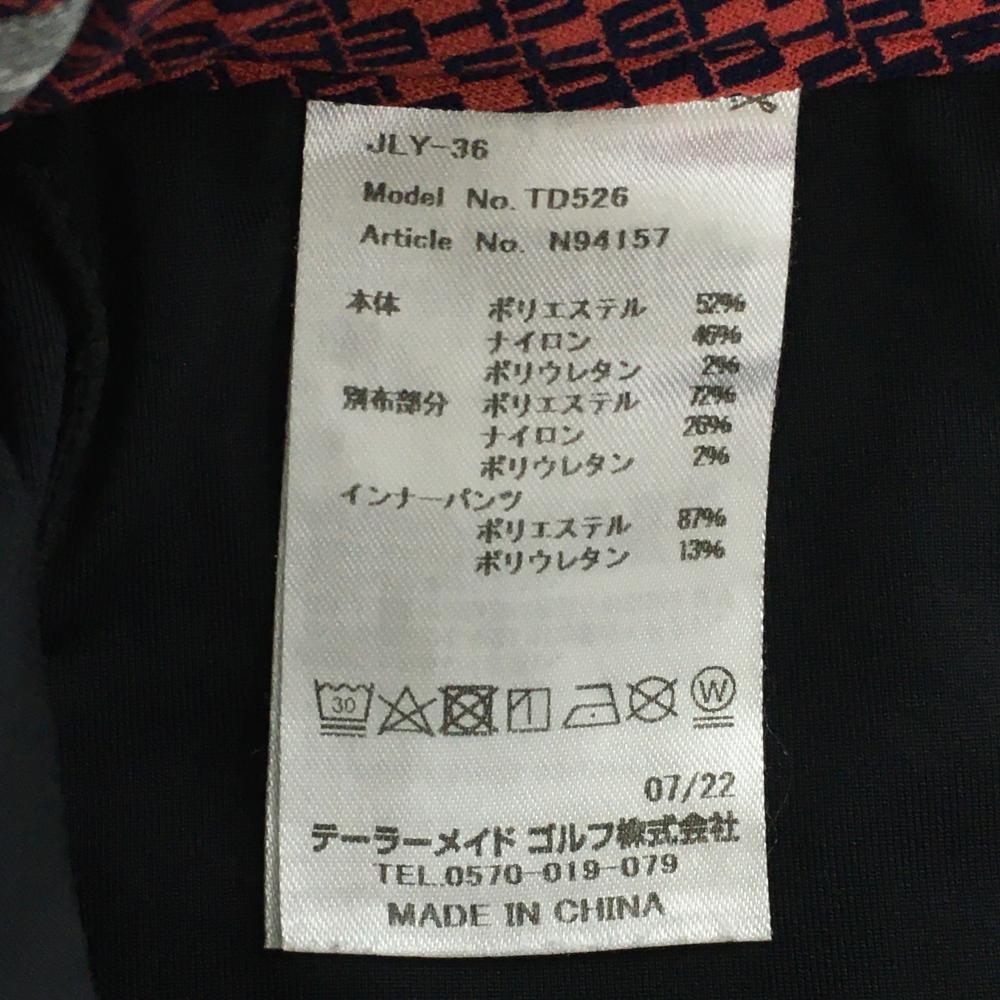 JLY-36
Model No. TD526
Article No. N94157
本体 ポリエステル 52%
ナイロン 46%
ポリウレタン 2%
別布部分 ポリエステル 72%
ナイロン 26%
ポリウレタン 2%
インナーパンツ
ポリエステル 87%
ポリウレタン 13%
30 W
07/22
テーラーメイド ゴルフ株式会社
TEL.0570-019-079
MADE IN CHINA